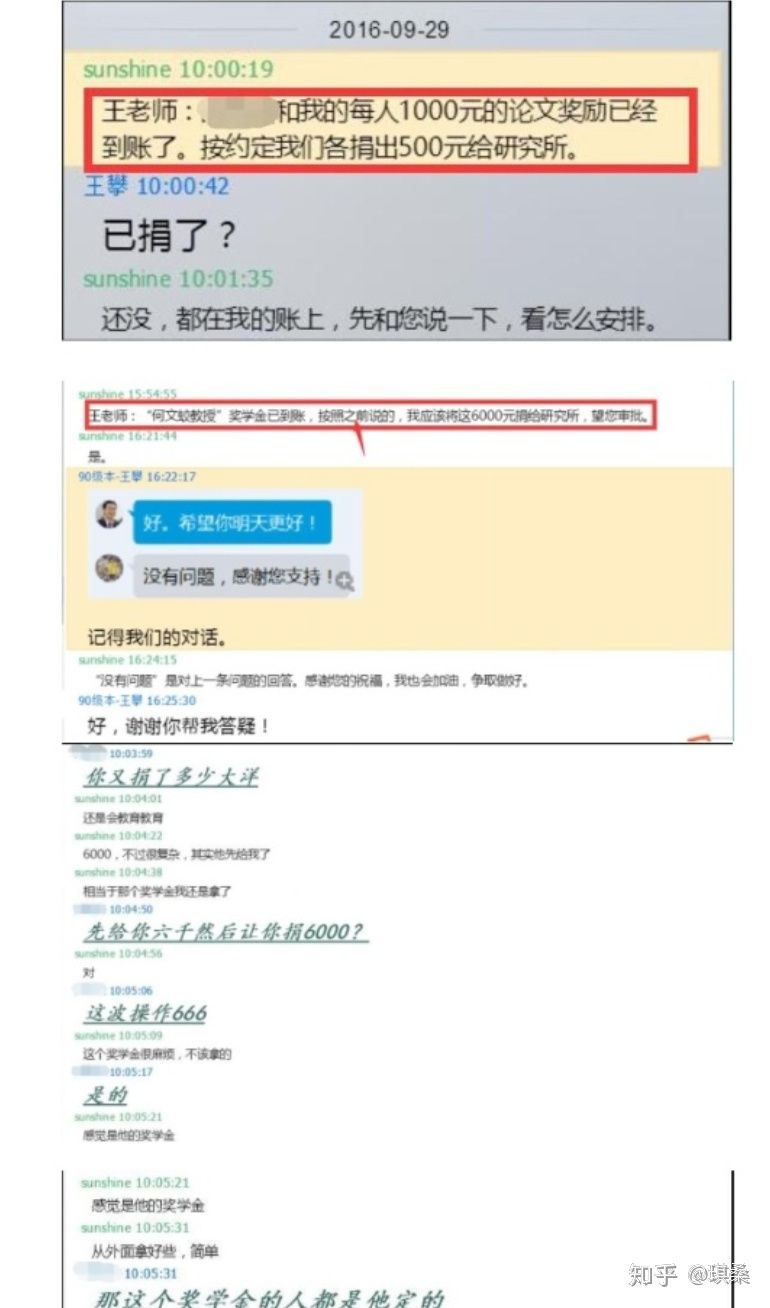 2016-09-29
sunshine 10:00:19
王老师：和我的每人1000元的论文奖励已经
到账了。按约定我们各捐出500元给研究所。
王攀 10:00:42
已捐了？
sunshine 10:01:35
还没，都在我的账上，先和您说一下，看怎么安排。
sunshine 15:54:55
王老师：“何文蛟教授”奖学金已到账，按照之前说的，我应该将这6000元捐给研究所，望您审批。
sunshine 16:21:44
是。
90级本-王攀 16:22:17
好。希望你明天更好！
没有问题，感谢您支持！
记得我们的对话。
sunshine 16:24:15
“没有问题”是对上一条问题的回答。感谢您的祝福，我也会加油，争取做好。
90级本-王攀 16:25:30
好，谢谢你帮我答疑！
10:03:59
你又捐了多少大洋
sunshine 10:04:01
还是会教育教育
sunshine 10:04:22
6000，不过很复杂，其实他先给我了
sunshine 10:04:38
相当于那个奖学金我还是拿了
10:04:50
先给你六千然后让你捐6000？
sunshine 10:04:56
对
10:05:06
这波操作666
sunshine 10:05:09
这个奖学金很麻烦，不该拿的
10:05:17
是的
sunshine 10:05:21
感觉是他的奖学金
sunshine 10:05:21
感觉是他的奖学金
sunshine 10:05:31
从外面拿好些，简单
10:05:31
那这个奖学金的人都是他定的
知乎 @琪桑